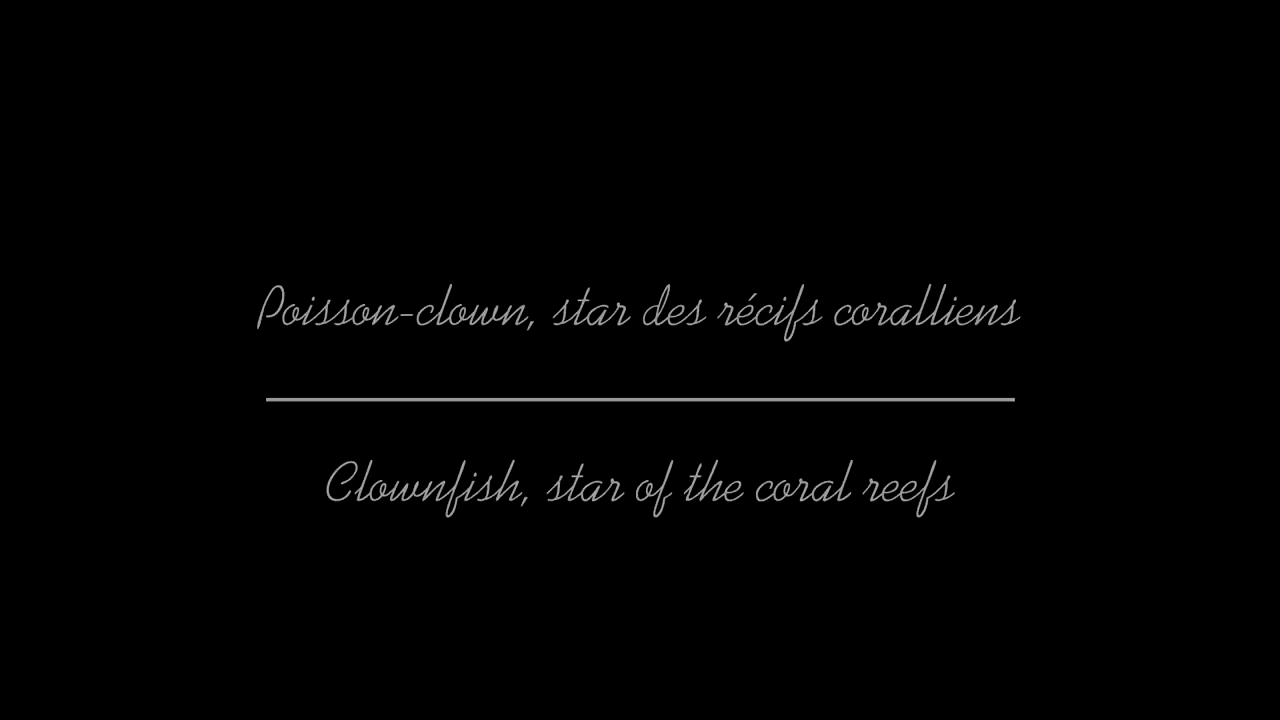 Poisson-clown, star des récifs coralliens
Clownfish, star of the coral reefs